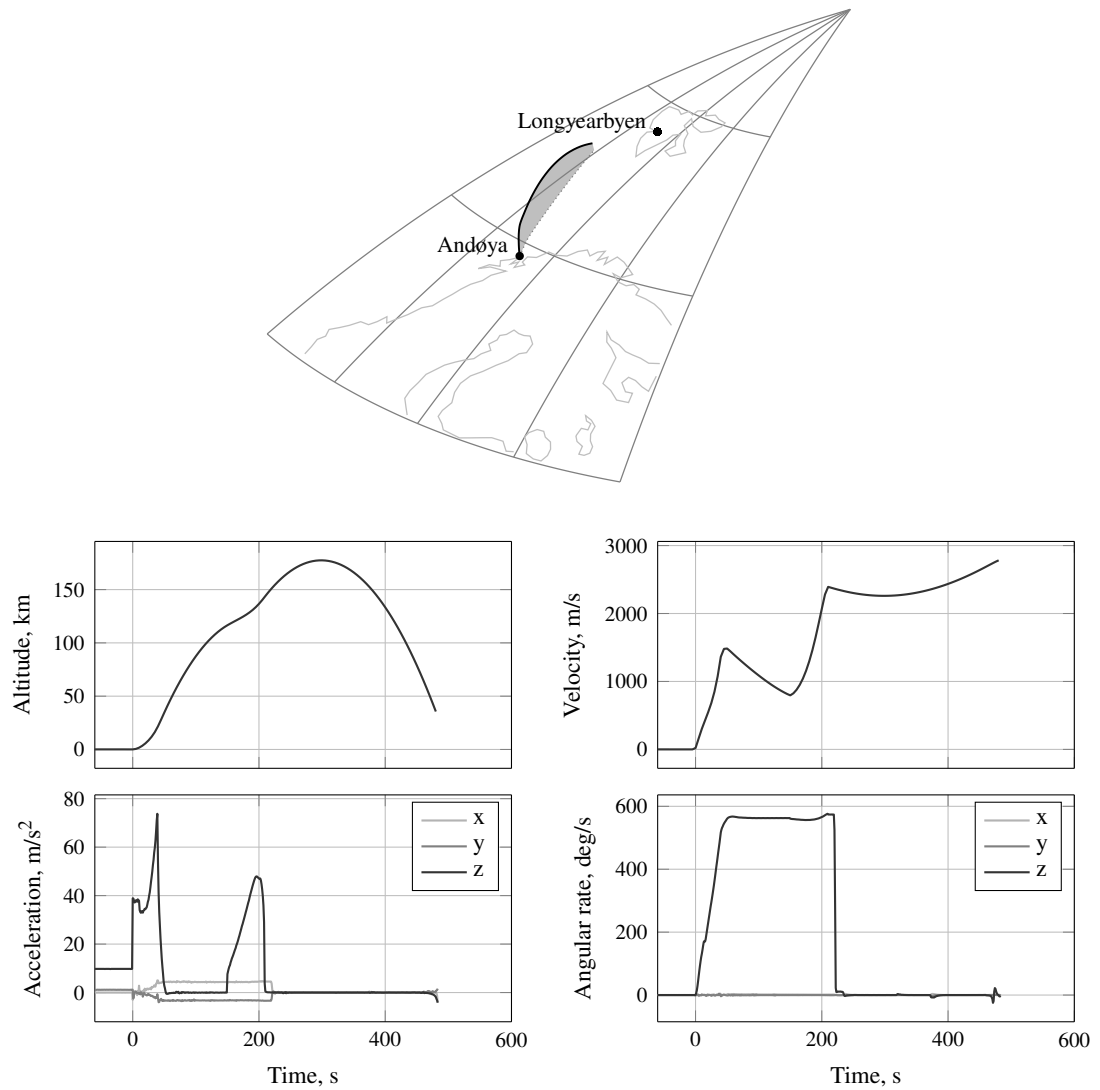 Longyearbyen
Andøya
150
100
50
0
Altitude, km
3000
2000
1000
0
Velocity, m/s
80
60
40
20
0
Acceleration, m/s2
x
y
z
0
200
400
600
Time, s
600
400
200
0
Angular rate, deg/s
x
y
z
0
200
400
600
Time, s